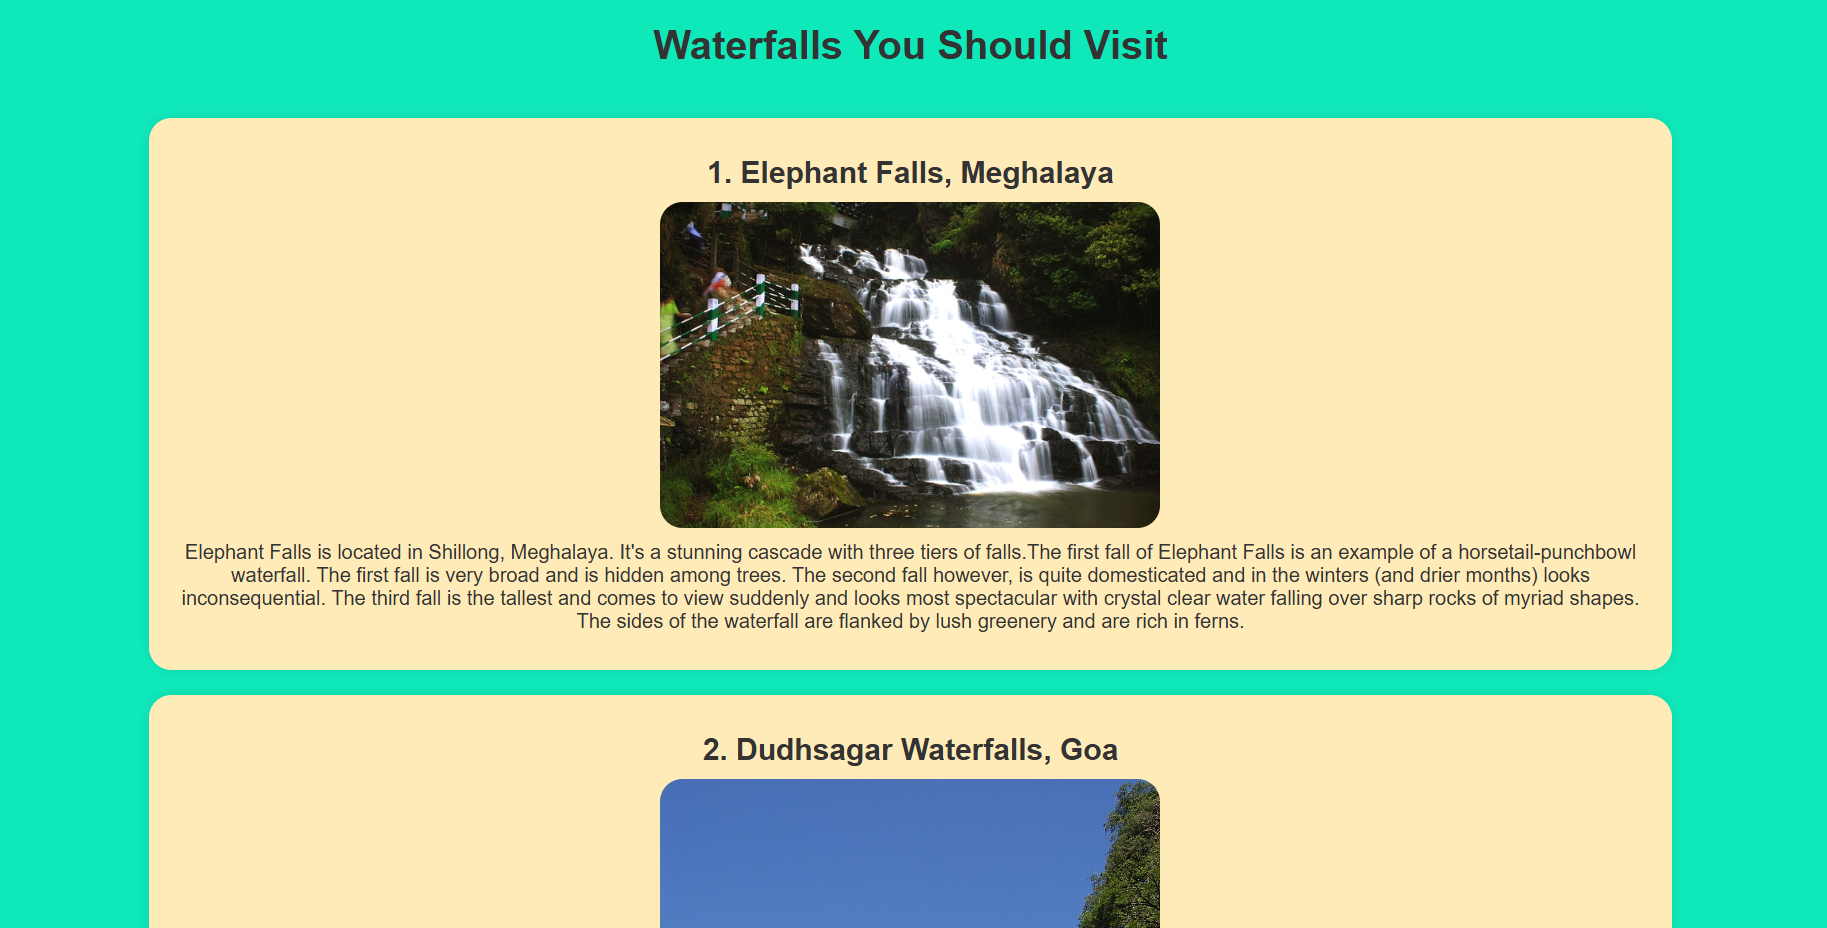 Waterfalls You Should Visit
1. Elephant Falls, Meghalaya
Elephant Falls is located in Shillong, Meghalaya. It's a stunning cascade with three tiers of falls.The first fall of Elephant Falls is an example of a horsetail-punchbowl
waterfall. The first fall is very broad and is hidden among trees. The second fall however, is quite domesticated and in the winters (and drier months) looks
inconsequential. The third fall is the tallest and comes to view suddenly and looks most spectacular with crystal clear water falling over sharp rocks of myriad shapes.
The sides of the waterfall are flanked by lush greenery and are rich in ferns.
2. Dudhsagar Waterfalls, Goa